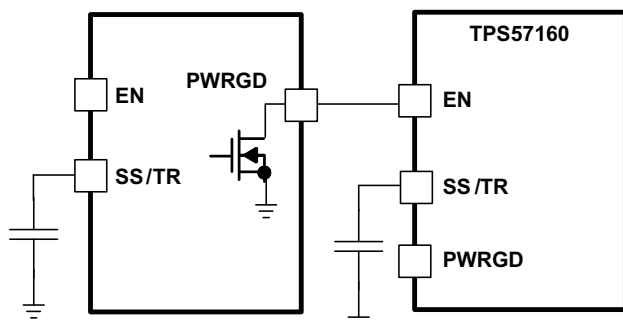 PWRGD
EN
SS/TR
TPS57160
EN
SS/TR
PWRGD